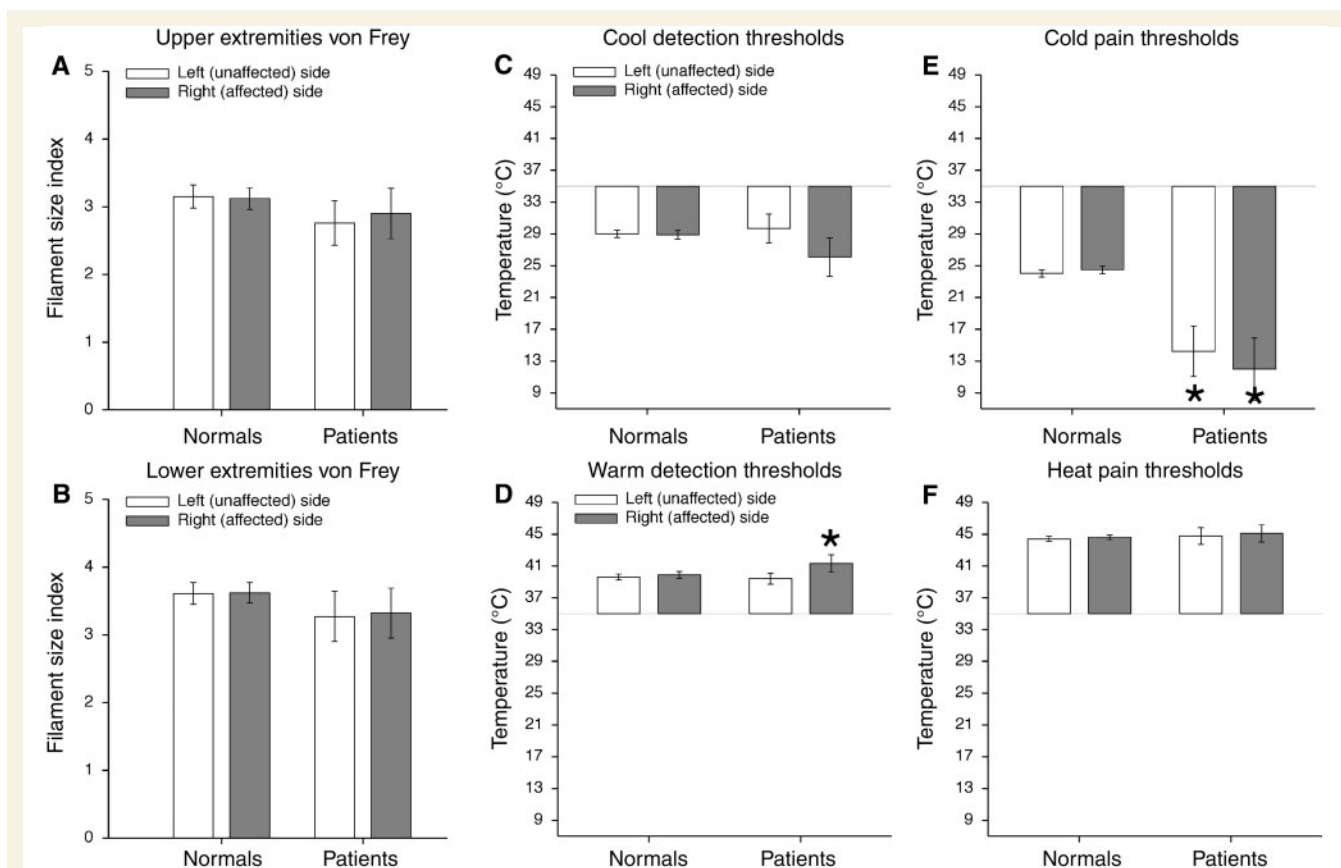 Upper extremities von Frey
A
Left (unaffected) side
Right (affected) side
Filament size index
5
4
3
2
1
0
Normals Patients
Cool detection thresholds
C
Left (unaffected) side
Right (affected) side
Temperature (°C)
49
45
41
37
33
29
25
21
17
13
9
Normals Patients
Cold pain thresholds
E
Temperature (°C)
49
45
41
37
33
29
25
21
17
13
9
* *
Normals Patients
Lower extremities von Frey
B
Left (unaffected) side
Right (affected) side
Filament size index
5
4
3
2
1
0
Normals Patients
Warm detection thresholds
D
Left (unaffected) side
Right (affected) side
*
Temperature (°C)
49
45
41
37
33
29
25
21
17
13
9
Normals Patients
Heat pain thresholds
F
Temperature (°C)
49
45
41
37
33
29
25
21
17
13
9
Normals Patients